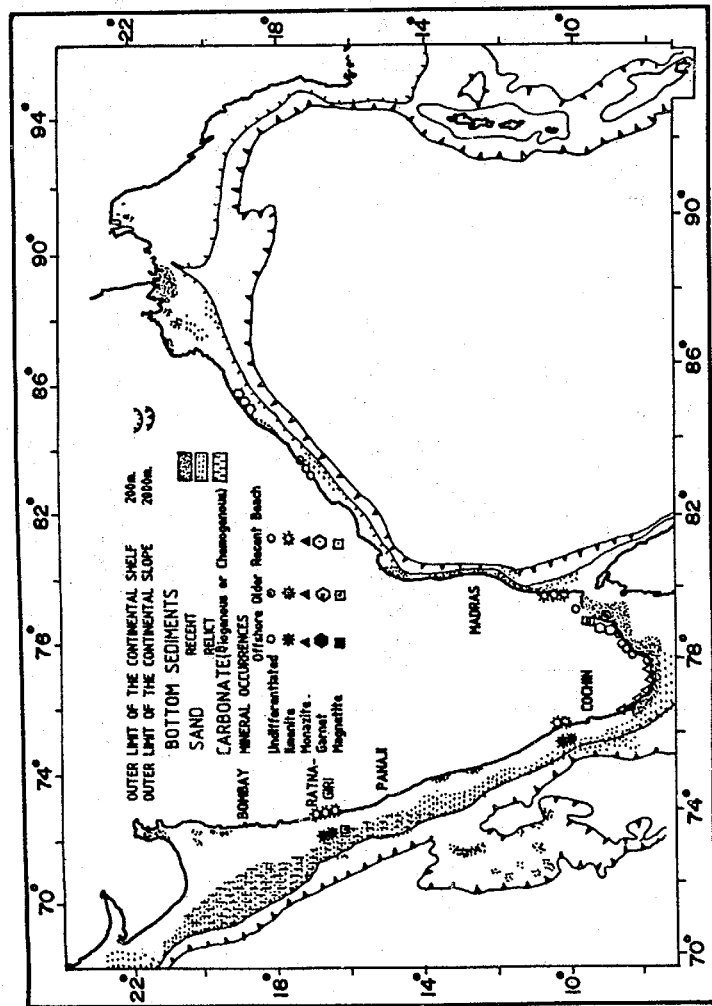 22° 18° 14° 10°
94°
90°
86°
82°
78°
74°
70°
OUTER LIMIT OF THE CONTINENTAL SHELF 200m.
OUTER LIMIT OF THE CONTINENTAL SLOPE 2000m.
BOTTOM SEDIMENTS
RECENT
SAND
RELICT
CARBONATE(Biogenous or Chemogenous)
MINERAL OCCURRENCES
Offshore Older Recent Beach
Undifferentiated
Ilmenite
Monazite.
Garnet
Magnetite
BOMBAY
RATNA-
GIRI
PANAJI
COCHIN
MADRAS
94°
90°
86°
82°
78°
74°
70°
22° 18° 14° 10°